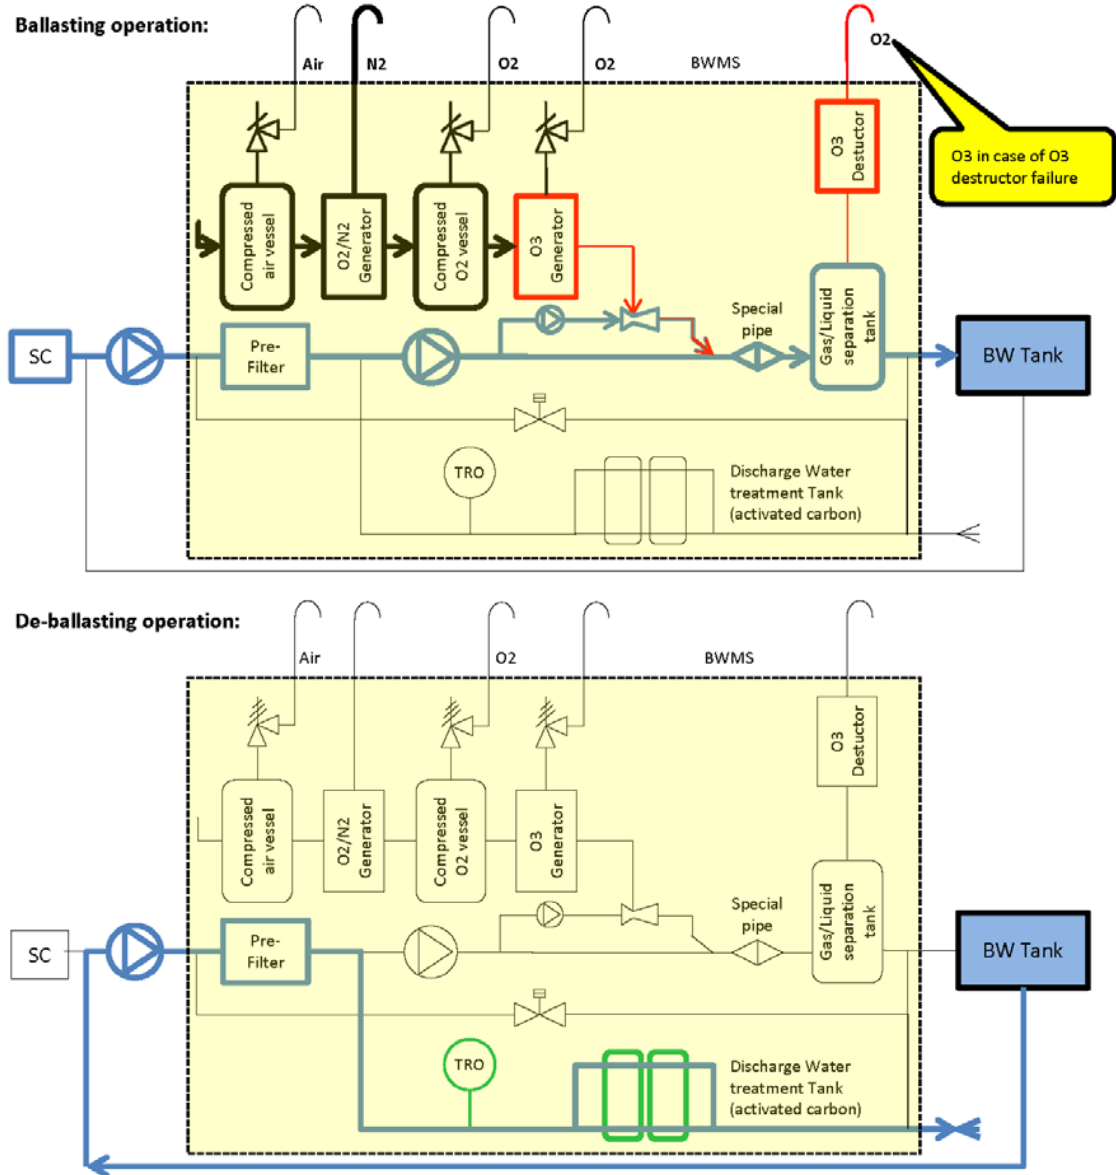 Ballasting operation:
Air
N2
O2
O2
BWMS
O2
O3 in case of O3
destructor failure
O3
Destuctor
Compressed
air vessel
O2/N2
Generator
Compressed
O2 vessel
O3
Generator
SC
Pre-
Filter
Special
pipe
Gas/Liquid
separation
tank
BW Tank
TRO
Discharge Water
treatment Tank
(activated carbon)
De-ballasting operation:
Air
O2
BWMS
O3
Destuctor
Compressed
air vessel
O2/N2
Generator
Compressed
O2 vessel
O3
Generator
SC
Pre-
Filter
Special
pipe
Gas/Liquid
separation
tank
BW Tank
TRO
Discharge Water
treatment Tank
(activated carbon)